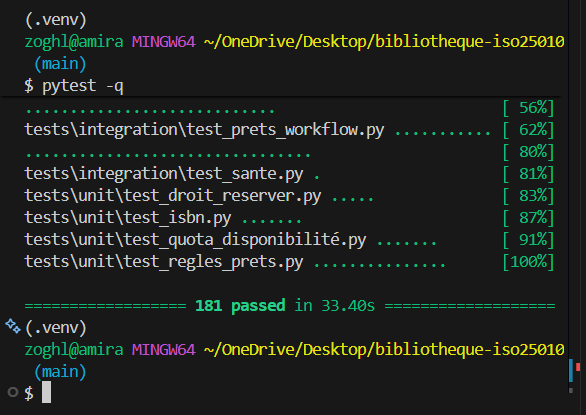 (.venv)
zoghl@amira MINGW64 ~/OneDrive/Desktop/bibliotheque-iso25010
(main)
$ pytest -q
............................ [ 56%]
tests\integration\test_prets_workflow.py ........... [ 62%]
................................ [ 80%]
tests\integration\test_sante.py . [ 81%]
tests\unit\test_droit_reserver.py ..... [ 83%]
tests\unit\test_isbn.py ....... [ 87%]
tests\unit\test_quota_disponibilité.py ....... [ 91%]
tests\unit\test_regles_prets.py ............... [100%]
================== 181 passed in 33.40s ===================
(.venv)
zoghl@amira MINGW64 ~/OneDrive/Desktop/bibliotheque-iso25010
(main)
$